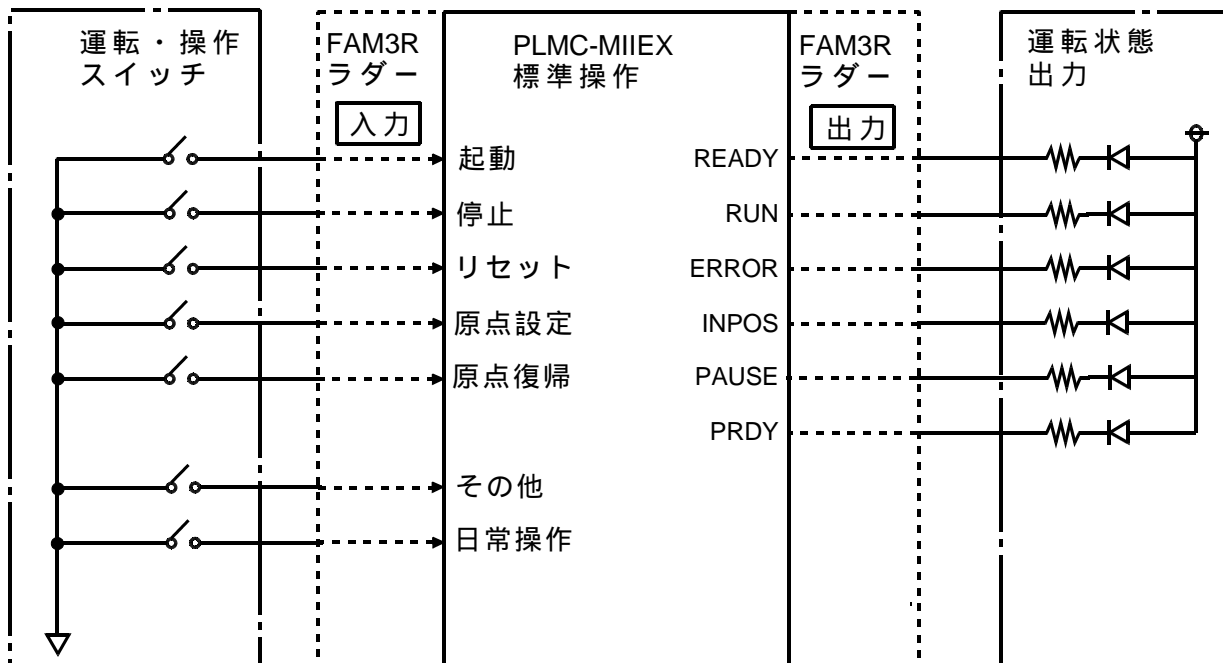 運転・操作
スイッチ
FAM3R
ラダー
入力
PLMC-MIIEX
標準操作
FAM3R
ラダー
出力
運転状態
出力
起動
停止
リセット
原点設定
原点復帰
その他
日常操作
READY
RUN
ERROR
INPOS
PAUSE
PRDY